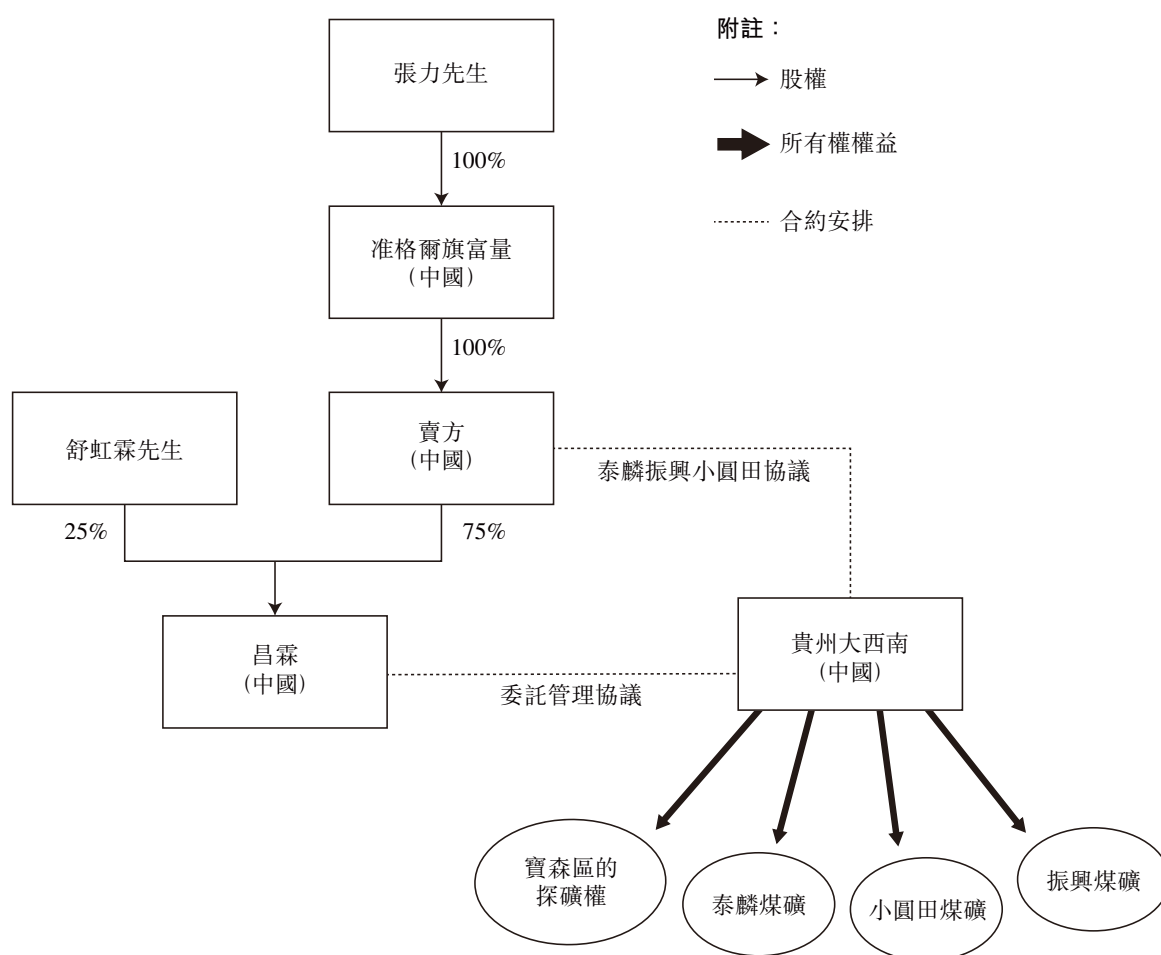 附註：
張力先生
股權
100%
所有權權益
准格爾旗富量
(中國)
合約安排
100%
舒虹霖先生
賣方
(中國)
泰麟振興小圓田協議
25%
75%
昌霖
(中國)
貴州大西南
(中國)
委託管理協議
寶森區的
探礦權
泰麟煤礦
小圓田煤礦
振興煤礦